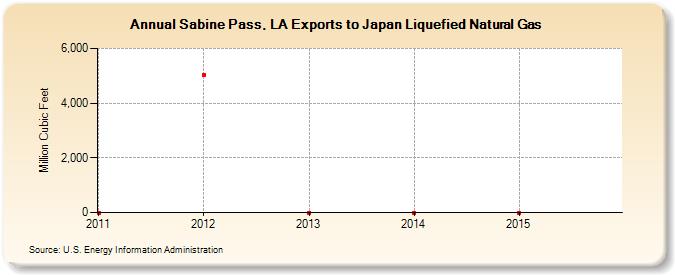 Annual Sabine Pass, LA Exports to Japan Liquefied Natural Gas
Million Cubic Feet
6,000
4,000
2,000
0
2011 2012 2013 2014 2015
Source: U.S. Energy Information Administration